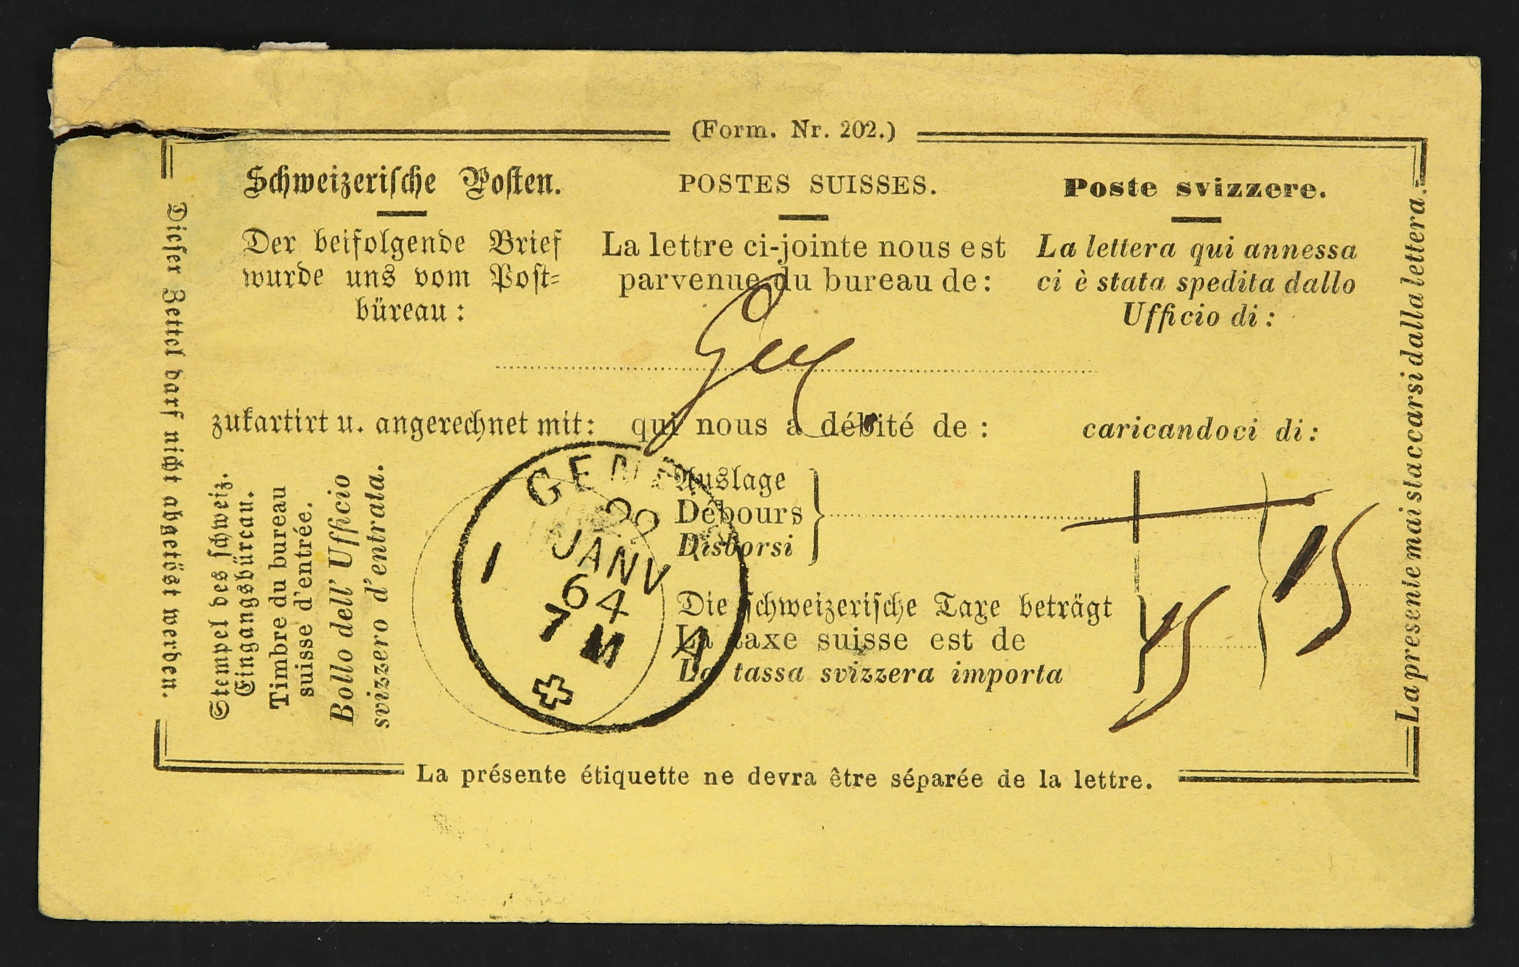 (Form. Nr. 202.)
Schweizerische Posten.
Der beifolgende Brief
wurde uns vom Post-
büreau:
POSTES SUISSES.
La lettre ci-jointe nous est
parvenue du bureau de:
Poste svizzere.
La lettera qui annessa
ci è stata spedita dallo
Ufficio di:
zukartirt u. angerechnet mit:
qui nous a débité de:
caricandoci di:
Auslage
Débours
Disborsi
15
Die schweizerische Taxe beträgt
La taxe suisse est de
La tassa svizzera importa
15
Stempel des schweiz.
Eingangsbüreau.
Timbre du bureau
suisse d'entrée.
Bollo dell' Ufficio
svizzero d'entrata.
1
JANV
64
7 M
Dieser Zettel darf nicht abgelöst werden.
La présente étiquette ne devra être séparée de la lettre.
La presente mai staccarsi dalla lettera.